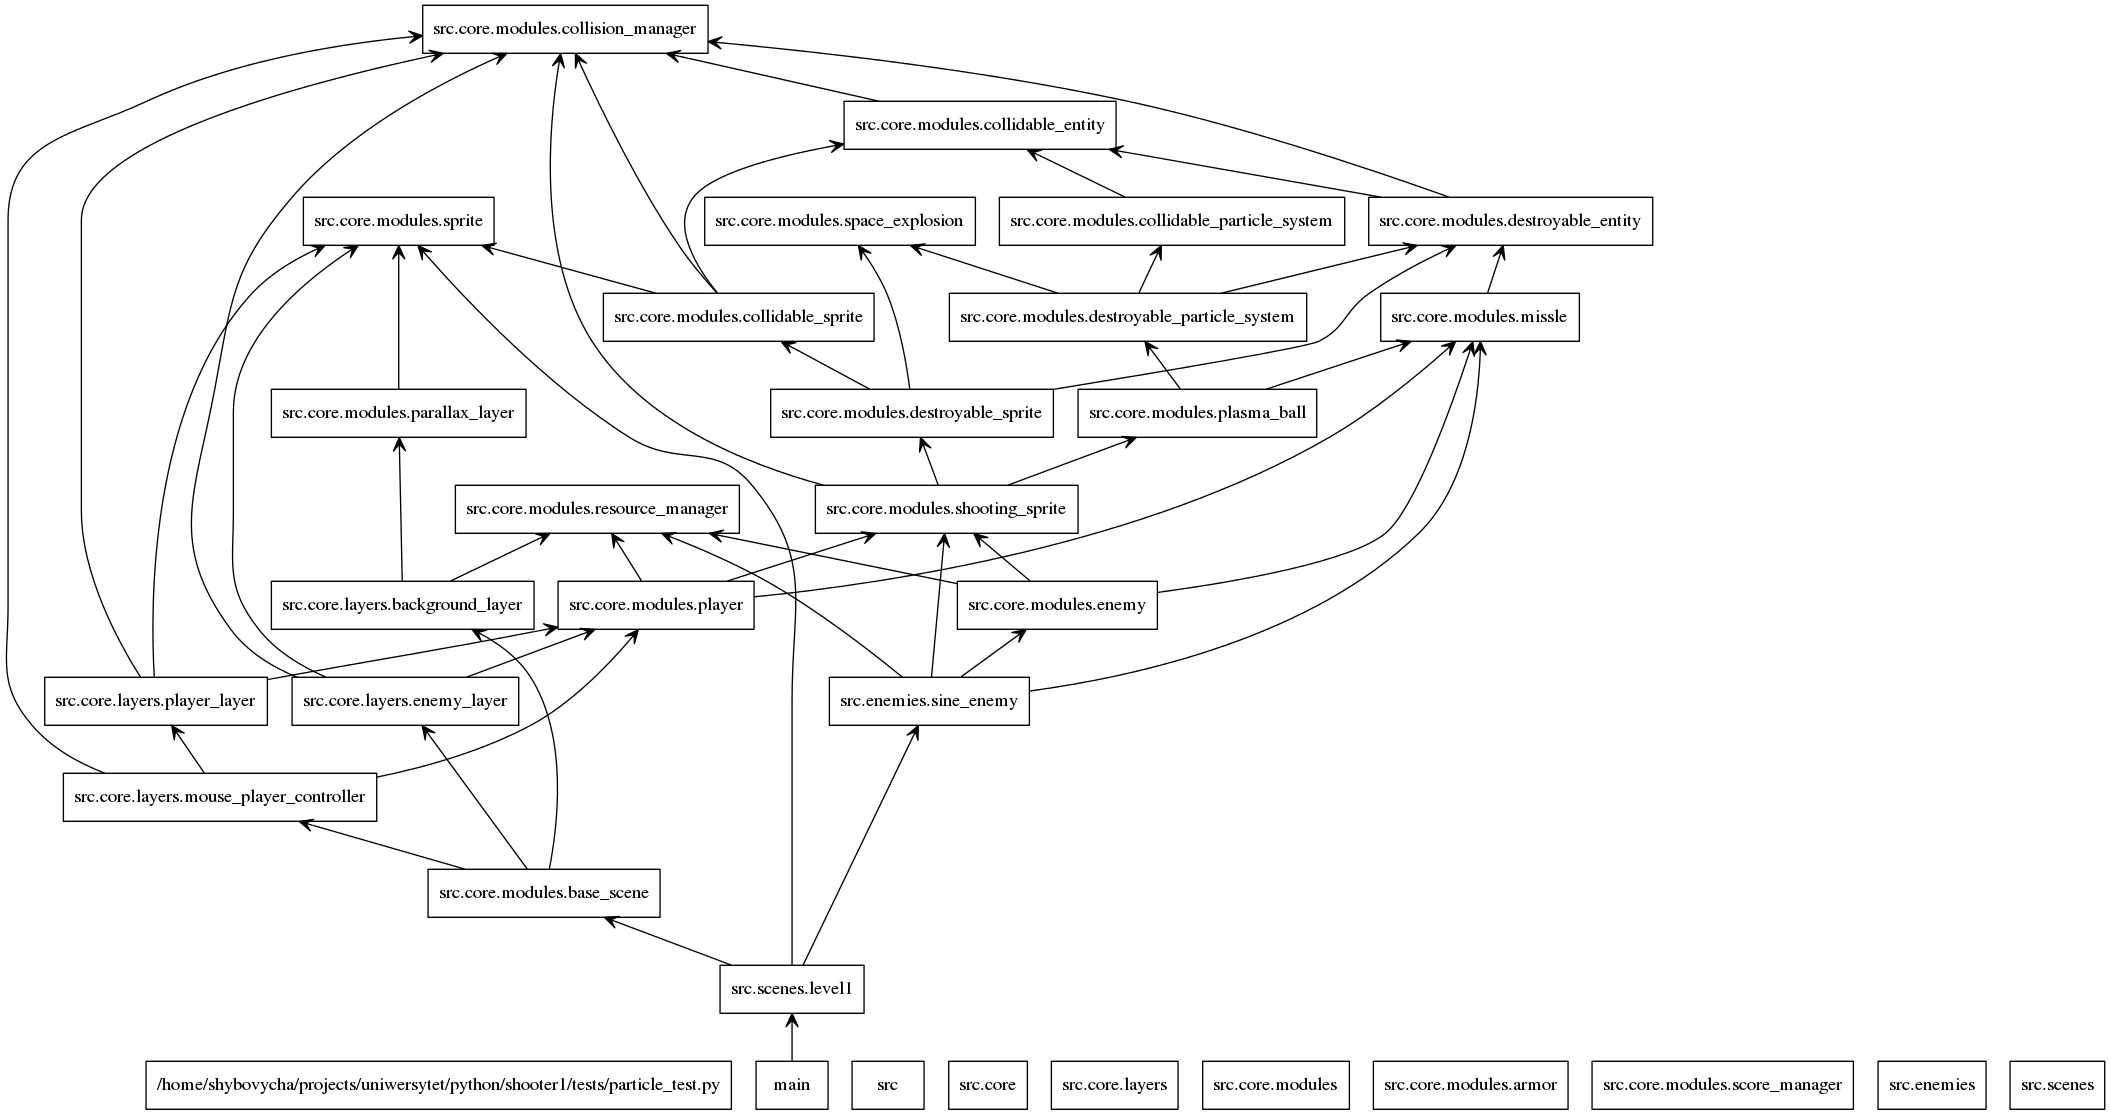 src.core.modules.collision_manager
src.core.modules.collidable_entity
src.core.modules.sprite
src.core.modules.space_explosion
src.core.modules.collidable_particle_system
src.core.modules.destroyable_entity
src.core.modules.collidable_sprite
src.core.modules.destroyable_particle_system
src.core.modules.missle
src.core.modules.parallax_layer
src.core.modules.destroyable_sprite
src.core.modules.plasma_ball
src.core.modules.resource_manager
src.core.modules.shooting_sprite
src.core.layers.background_layer
src.core.modules.player
src.core.modules.enemy
src.core.layers.player_layer
src.core.layers.enemy_layer
src.enemies.sine_enemy
src.core.layers.mouse_player_controller
src.core.modules.base_scene
src.scenes.level1
/home/shybovycha/projects/uniwersytet/python/shooter1/tests/particle_test.py
main
src
src.core
src.core.layers
src.core.modules
src.core.modules.armor
src.core.modules.score_manager
src.enemies
src.scenes